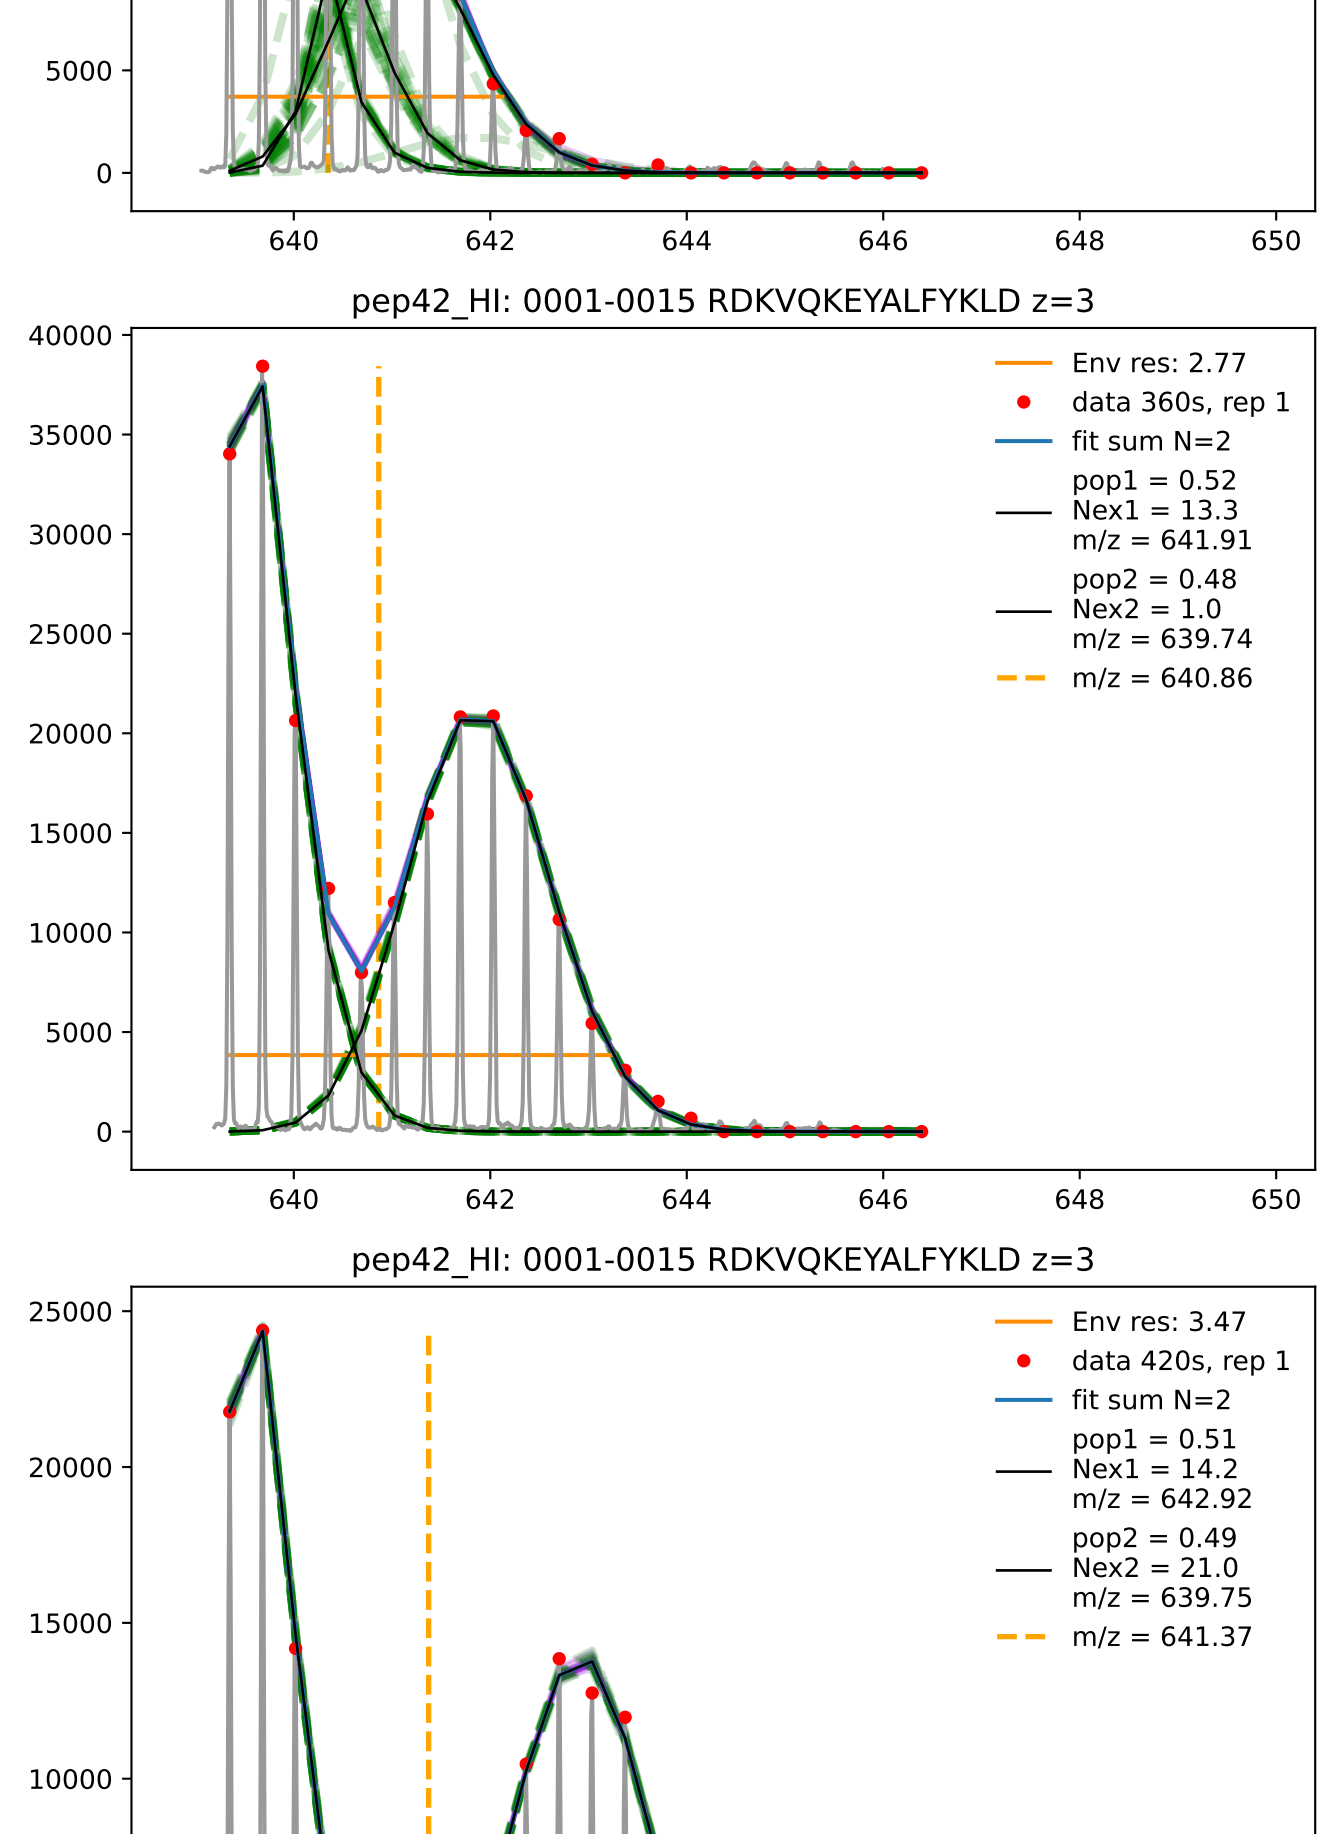 5000
0
640 642 644 646 648 650
pep42_HI: 0001-0015 RDKVQKEYALFYKLD z=3
40000
35000
30000
25000
20000
15000
10000
5000
0
Env res: 2.77
data 360s, rep 1
fit sum N=2
pop1 = 0.52
Nex1 = 13.3
m/z = 641.91
pop2 = 0.48
Nex2 = 1.0
m/z = 639.74
m/z = 640.86
640 642 644 646 648 650
pep42_HI: 0001-0015 RDKVQKEYALFYKLD z=3
25000
20000
15000
10000
Env res: 3.47
data 420s, rep 1
fit sum N=2
pop1 = 0.51
Nex1 = 14.2
m/z = 642.92
pop2 = 0.49
Nex2 = 21.0
m/z = 639.75
m/z = 641.37